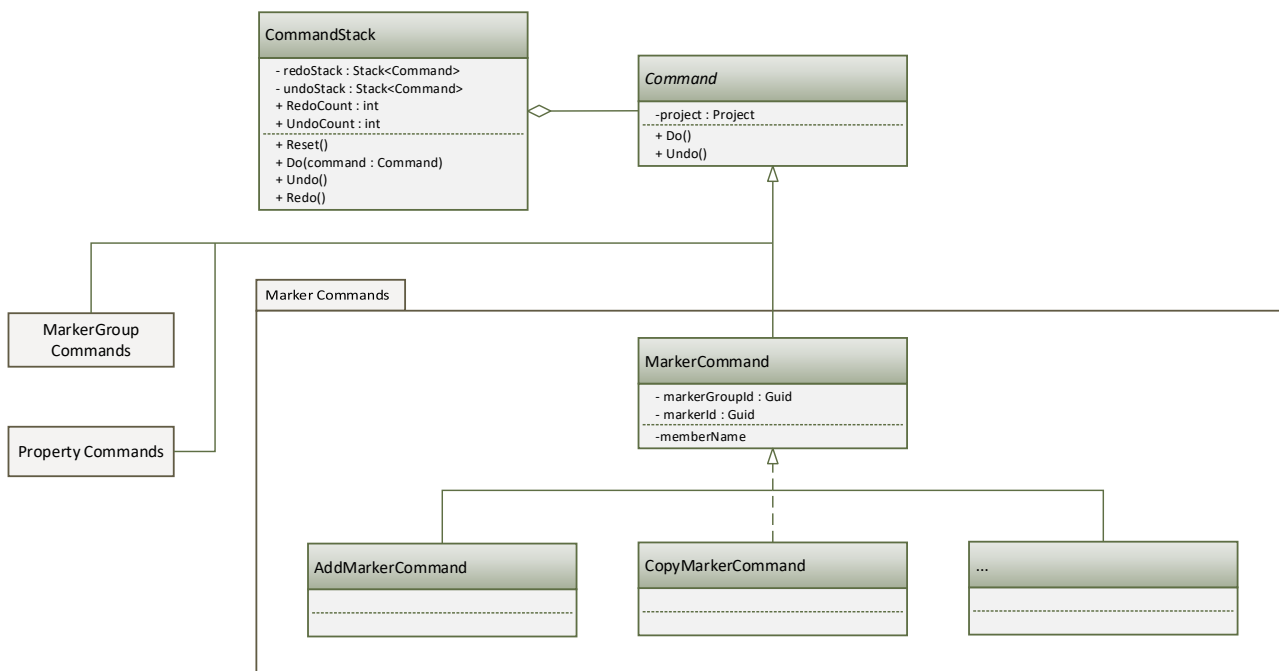 CommandStack
- redoStack : Stack<Command>
- undoStack : Stack<Command>
+ RedoCount : int
+ UndoCount : int
+ Reset()
+ Do(command : Command)
+ Undo()
+ Redo()
Command
-project : Project
+ Do()
+ Undo()
Marker Commands
MarkerGroup
Commands
Property Commands
MarkerCommand
- markerGroupId : Guid
- markerId : Guid
-memberName
AddMarkerCommand
CopyMarkerCommand
...